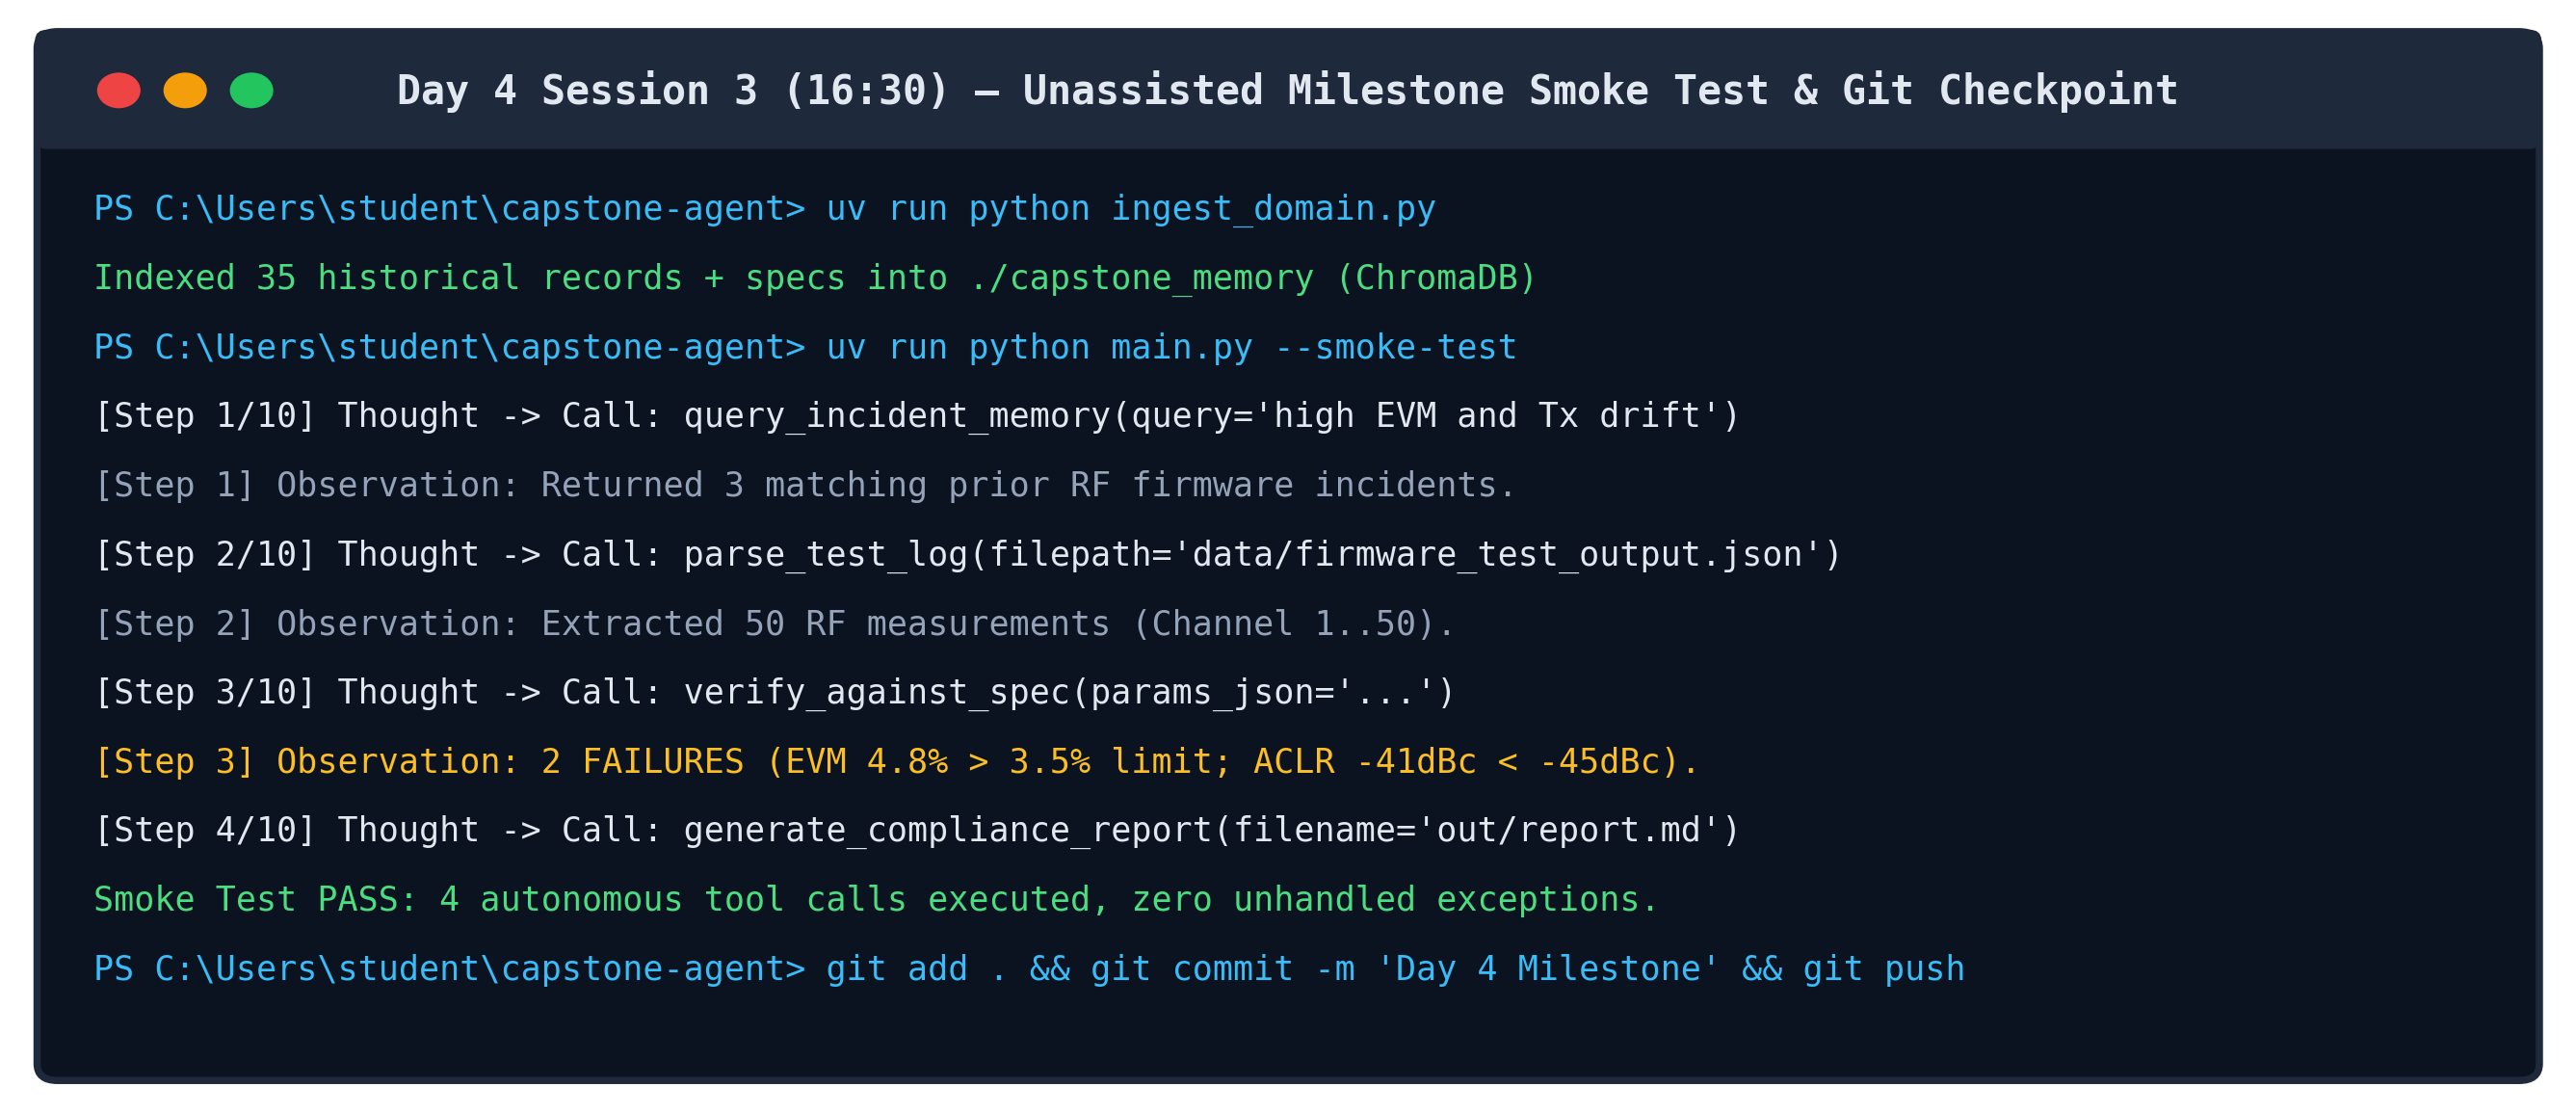 Day 4 Session 3 (16:30) — Unassisted Milestone Smoke Test & Git Checkpoint
PS C:\Users\student\capstone-agent> uv run python ingest_domain.py
Indexed 35 historical records + specs into ./capstone_memory (ChromaDB)
PS C:\Users\student\capstone-agent> uv run python main.py --smoke-test
[Step 1/10] Thought -> Call: query_incident_memory(query='high EVM and Tx drift')
[Step 1] Observation: Returned 3 matching prior RF firmware incidents.
[Step 2/10] Thought -> Call: parse_test_log(filepath='data/firmware_test_output.json')
[Step 2] Observation: Extracted 50 RF measurements (Channel 1..50).
[Step 3/10] Thought -> Call: verify_against_spec(params_json='...')
[Step 3] Observation: 2 FAILURES (EVM 4.8% > 3.5% limit; ACLR -41dBc < -45dBc).
[Step 4/10] Thought -> Call: generate_compliance_report(filename='out/report.md')
Smoke Test PASS: 4 autonomous tool calls executed, zero unhandled exceptions.
PS C:\Users\student\capstone-agent> git add . && git commit -m 'Day 4 Milestone' && git push